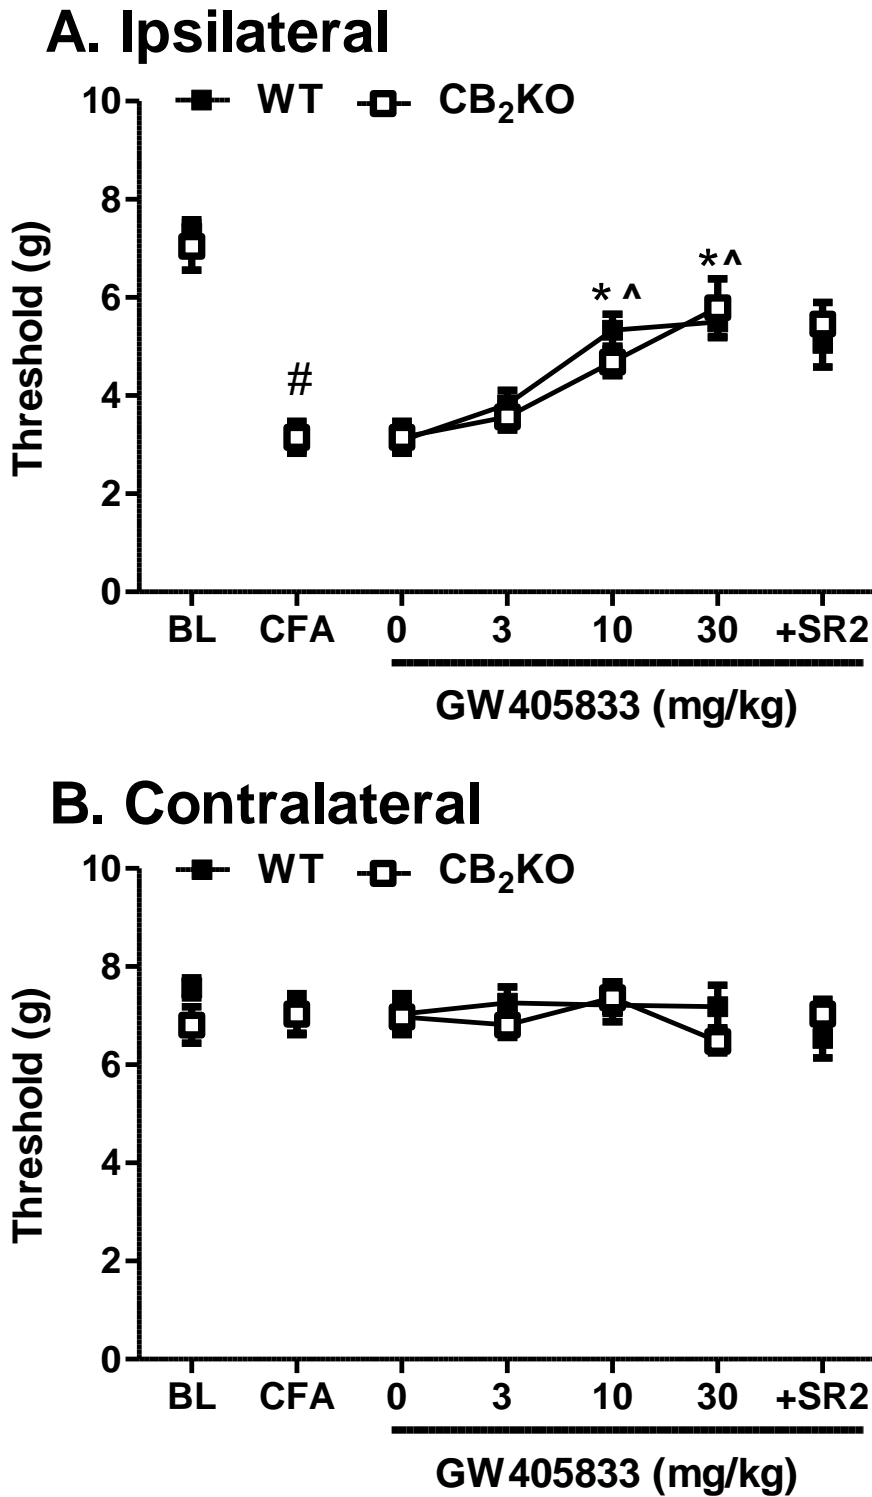 A. Ipsilateral
WT CB₂KO
10
8
6
4
2
0
Threshold (g)
#
* ^
*^
BL CFA 0 3 10 30 +SR2
GW405833 (mg/kg)
B. Contralateral
WT CB₂KO
10
8
6
4
2
0
Threshold (g)
BL CFA 0 3 10 30 +SR2
GW405833 (mg/kg)